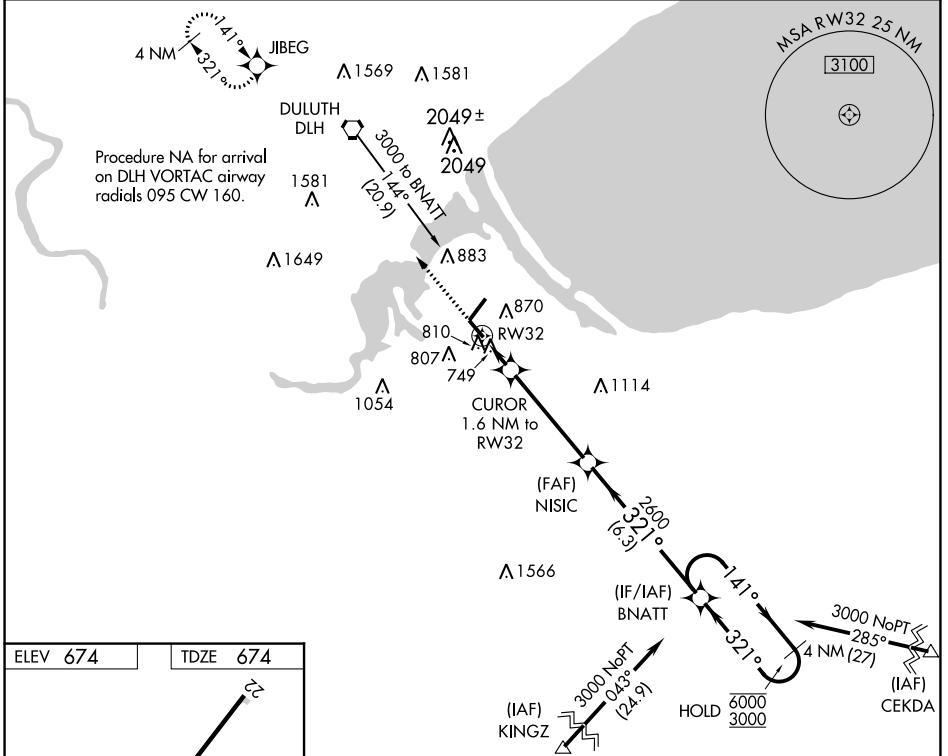 MSA RW32 25 NM
3100
141°
4 NM
321°
JIBEG
1569
1581
DULUTH
DLH
2049±
2049
3000 to BNATT
144°
(20.9)
Procedure NA for arrival
on DLH VORTAC airway
radials 095 CW 160.
1581
1649
883
870
810
RW32
807
749
1054
1114
CUROR
1.6 NM to
RW32
(FAF)
NISIC
2600
321°
(6.3)
1566
(IF/IAF)
BNATT
141°
321°
4 NM
3000 NoPT
285°
(27)
(IAF)
CEKDA
HOLD
6000
3000
3000 NoPT
043°
(24.9)
(IAF)
KINGZ
ELEV 674
TDZE 674
22